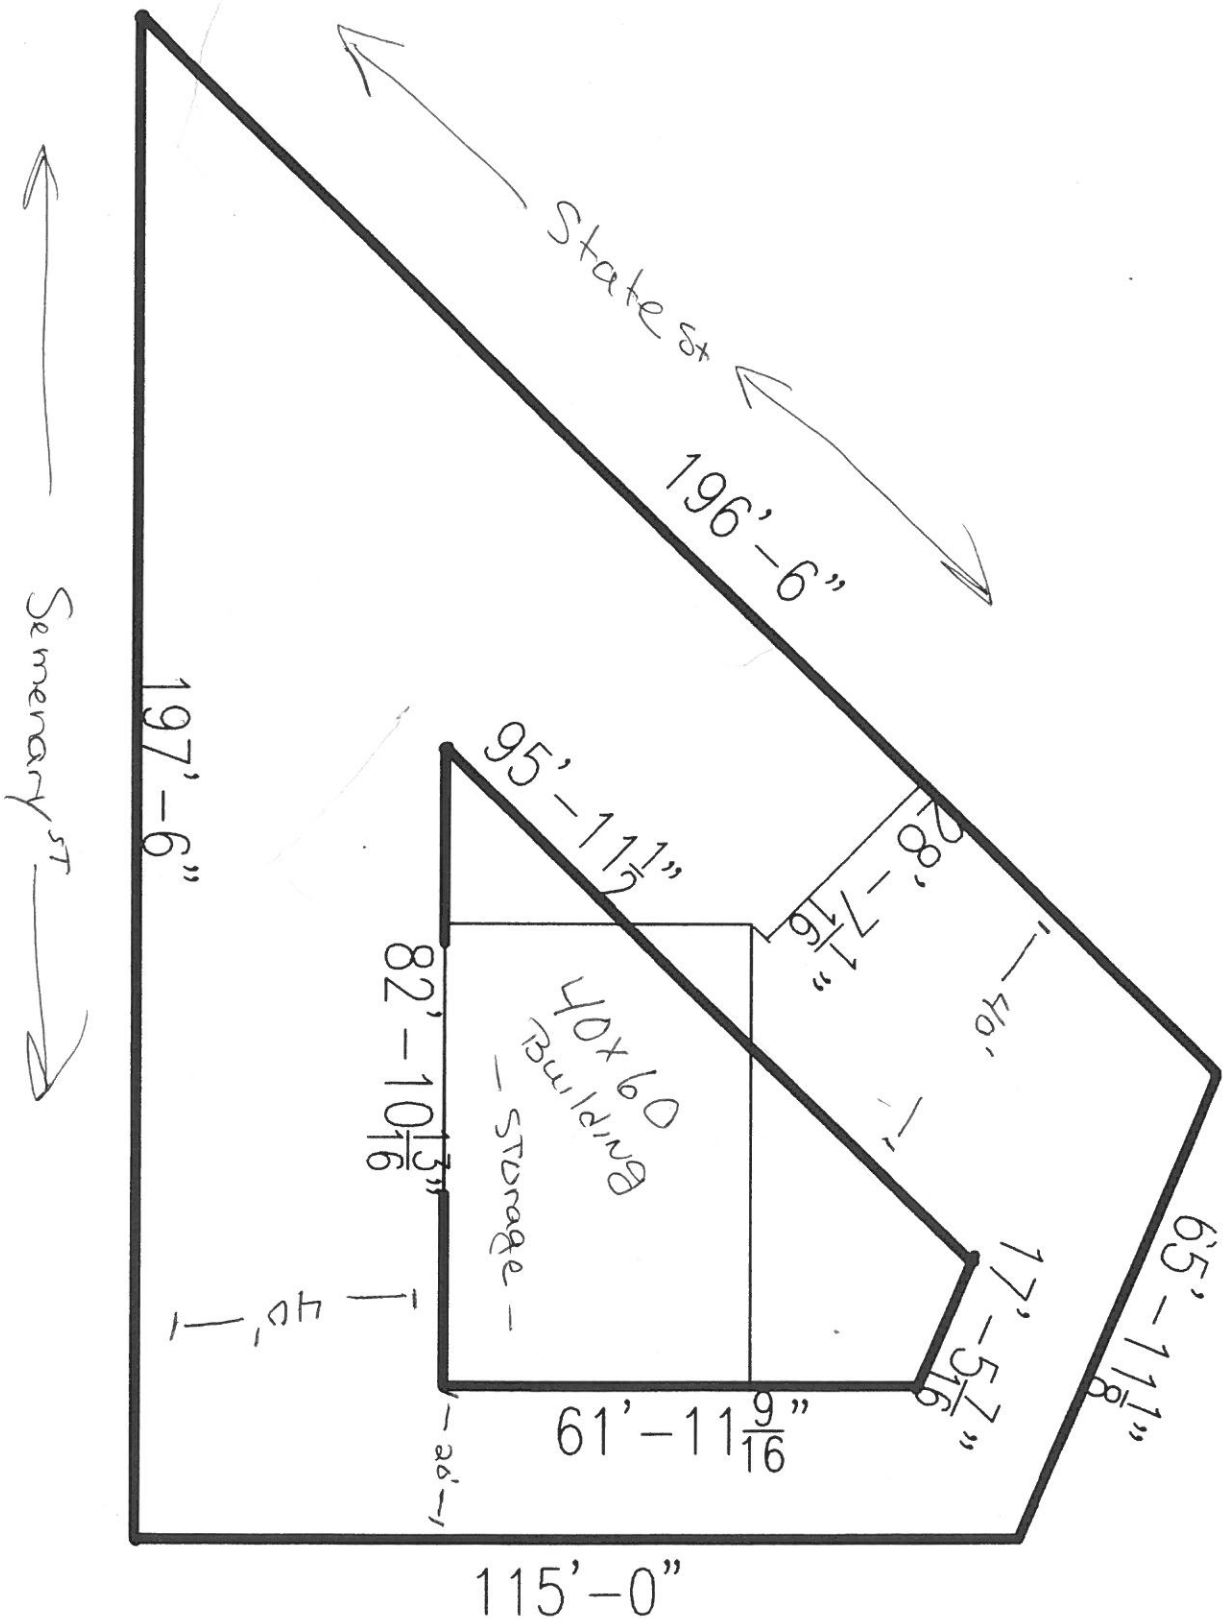 State St
196'-6"
28'-7 1/16"
40'
95'-11 1/2"
65'-11 1/8"
17'-5 7/16"
Semenary ST
197'-6"
82'-10 13/16"
40x60
Building
- Storage -
40'
61'-11 9/16"
-20'-
115'-0"